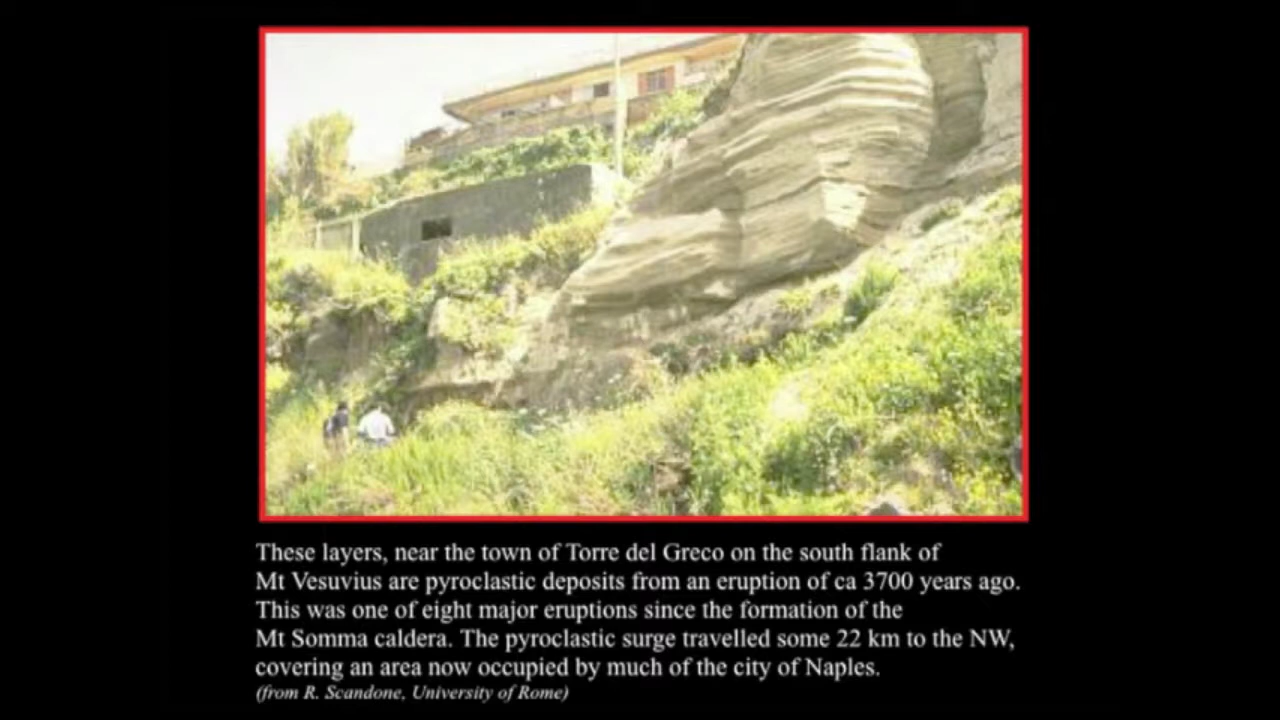 These layers, near the town of Torre del Greco on the south flank of
Mt Vesuvius are pyroclastic deposits from an eruption of ca 3700 years ago.
This was one of eight major eruptions since the formation of the
Mt Somma caldera. The pyroclastic surge travelled some 22 km to the NW,
covering an area now occupied by much of the city of Naples.
(from R. Scandone, University of Rome)